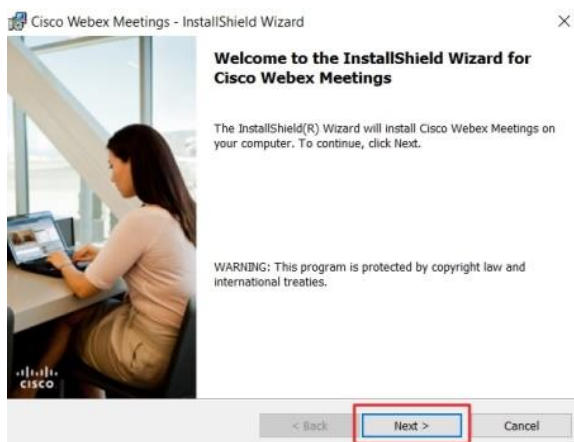 Cisco Webex Meetings - InstallShield Wizard
Welcome to the InstallShield Wizard for
Cisco Webex Meetings
The InstallShield(R) Wizard will install Cisco Webex Meetings on
your computer. To continue, click Next.
WARNING: This program is protected by copyright law and
international treaties.
CISCO
< Back
Next >
Cancel